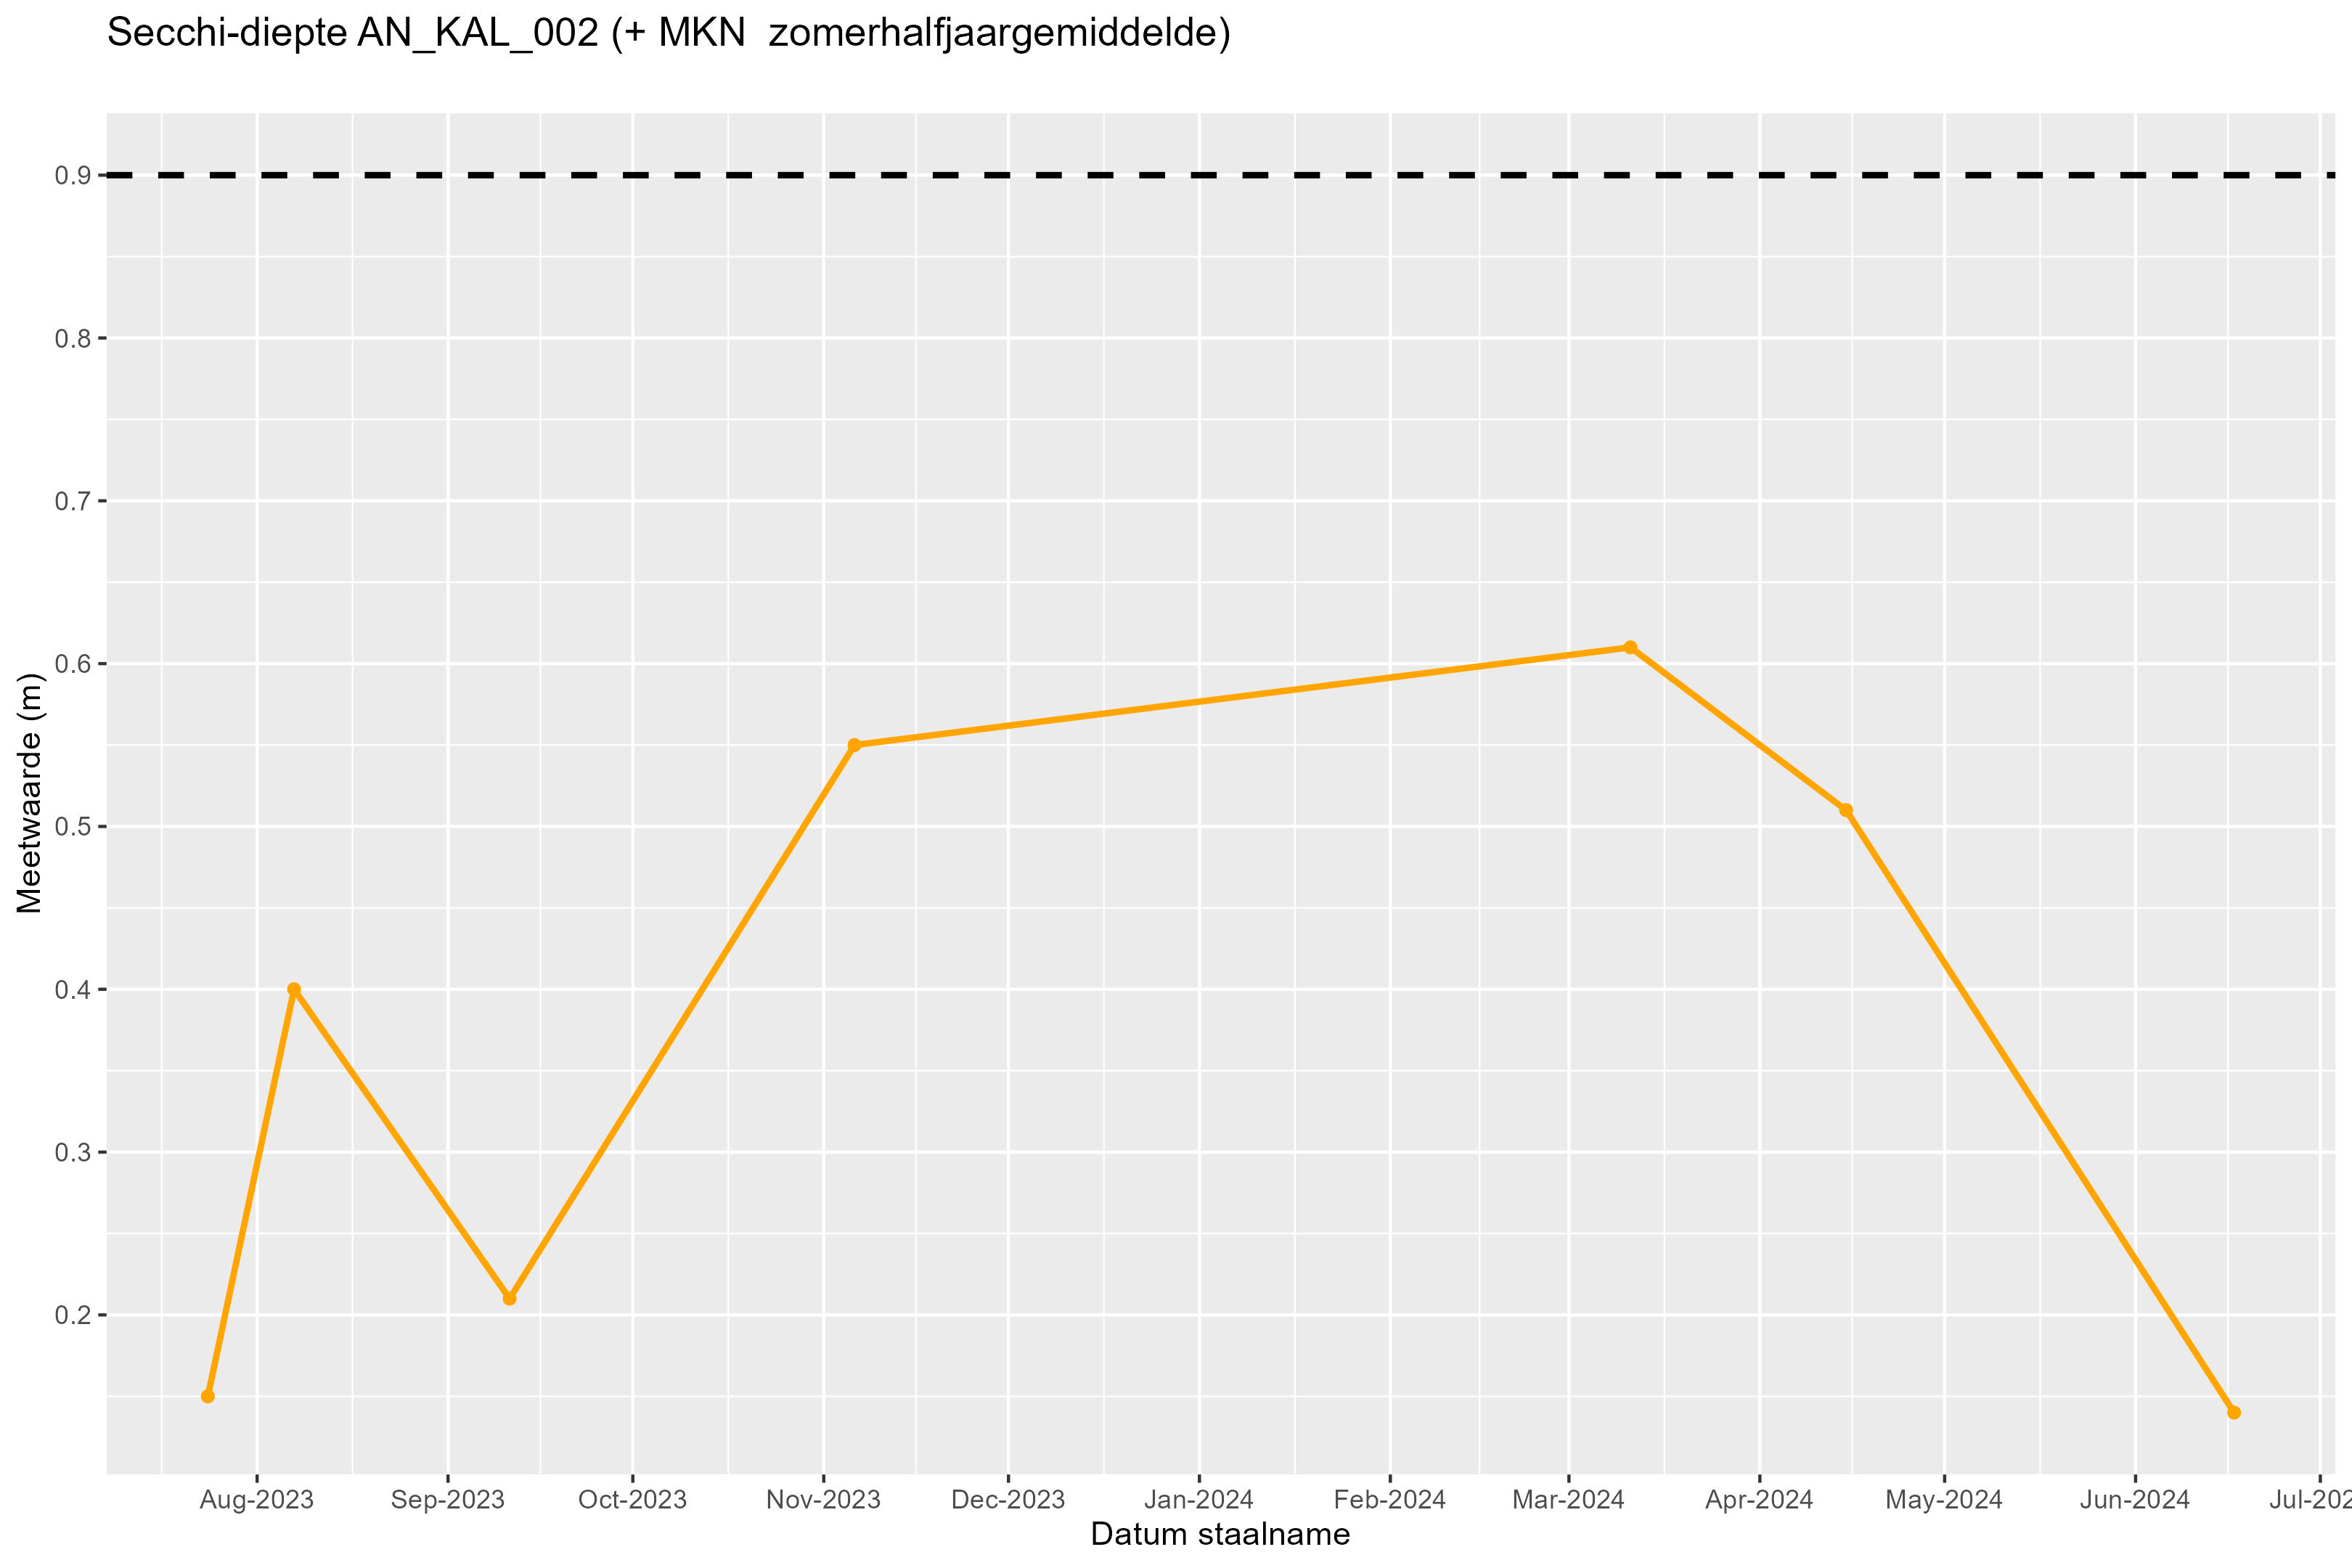 Secchi-diepte AN_KAL_002 (+ MKN  zomerhalfjaargemiddelde)
Meetwaarde (m)
0.9
0.8
0.7
0.6
0.5
0.4
0.3
0.2
Aug-2023 Sep-2023 Oct-2023 Nov-2023 Dec-2023 Jan-2024 Feb-2024 Mar-2024 Apr-2024 May-2024 Jun-2024 Jul-202
Datum staalname